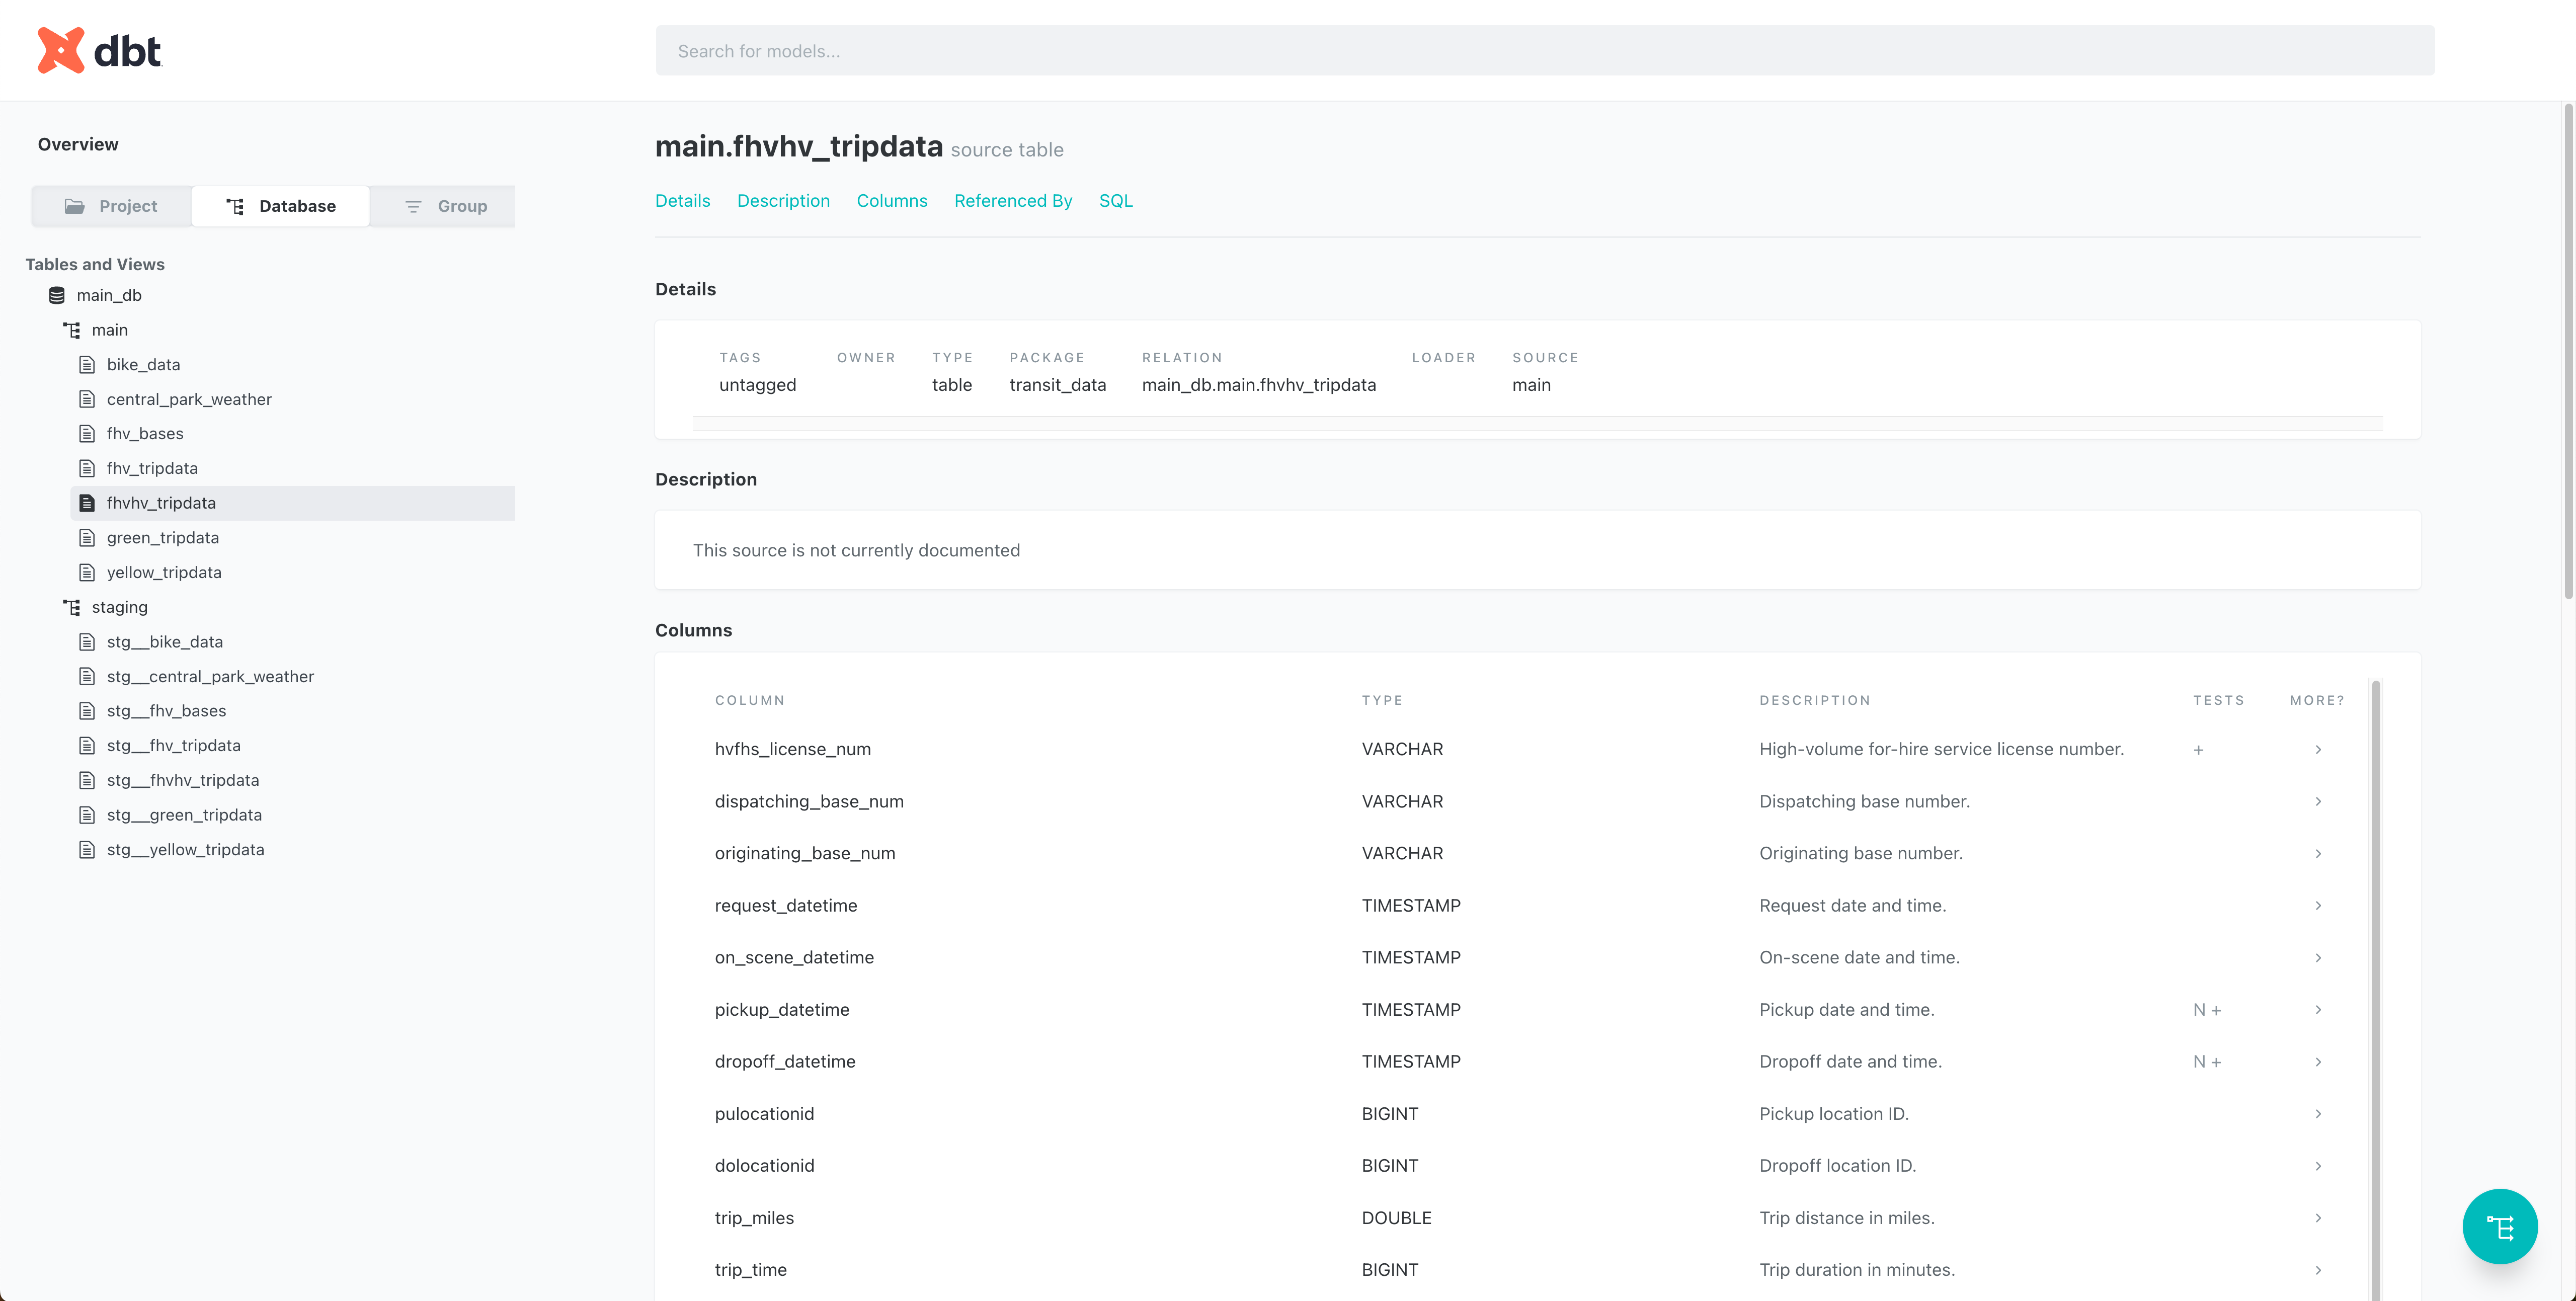 dbt
Search for models...
Overview
Project Database Group
Tables and Views
main_db
main
bike_data
central_park_weather
fhv_bases
fhv_tripdata
fhvhv_tripdata
green_tripdata
yellow_tripdata
staging
stg__bike_data
stg__central_park_weather
stg__fhv_bases
stg__fhv_tripdata
stg__fhvhv_tripdata
stg__green_tripdata
stg__yellow_tripdata
main.fhvhv_tripdata source table
Details Description Columns Referenced By SQL
Details
TAGS OWNER TYPE PACKAGE RELATION LOADER SOURCE
untagged table transit_data main_db.main.fhvhv_tripdata main
Description
This source is not currently documented
Columns
COLUMN TYPE DESCRIPTION TESTS MORE?
hvfhs_license_num VARCHAR High-volume for-hire service license number. +
dispatching_base_num VARCHAR Dispatching base number.
originating_base_num VARCHAR Originating base number.
request_datetime TIMESTAMP Request date and time.
on_scene_datetime TIMESTAMP On-scene date and time.
pickup_datetime TIMESTAMP Pickup date and time. N +
dropoff_datetime TIMESTAMP Dropoff date and time. N +
pulocationid BIGINT Pickup location ID.
dolocationid BIGINT Dropoff location ID.
trip_miles DOUBLE Trip distance in miles.
trip_time BIGINT Trip duration in minutes.